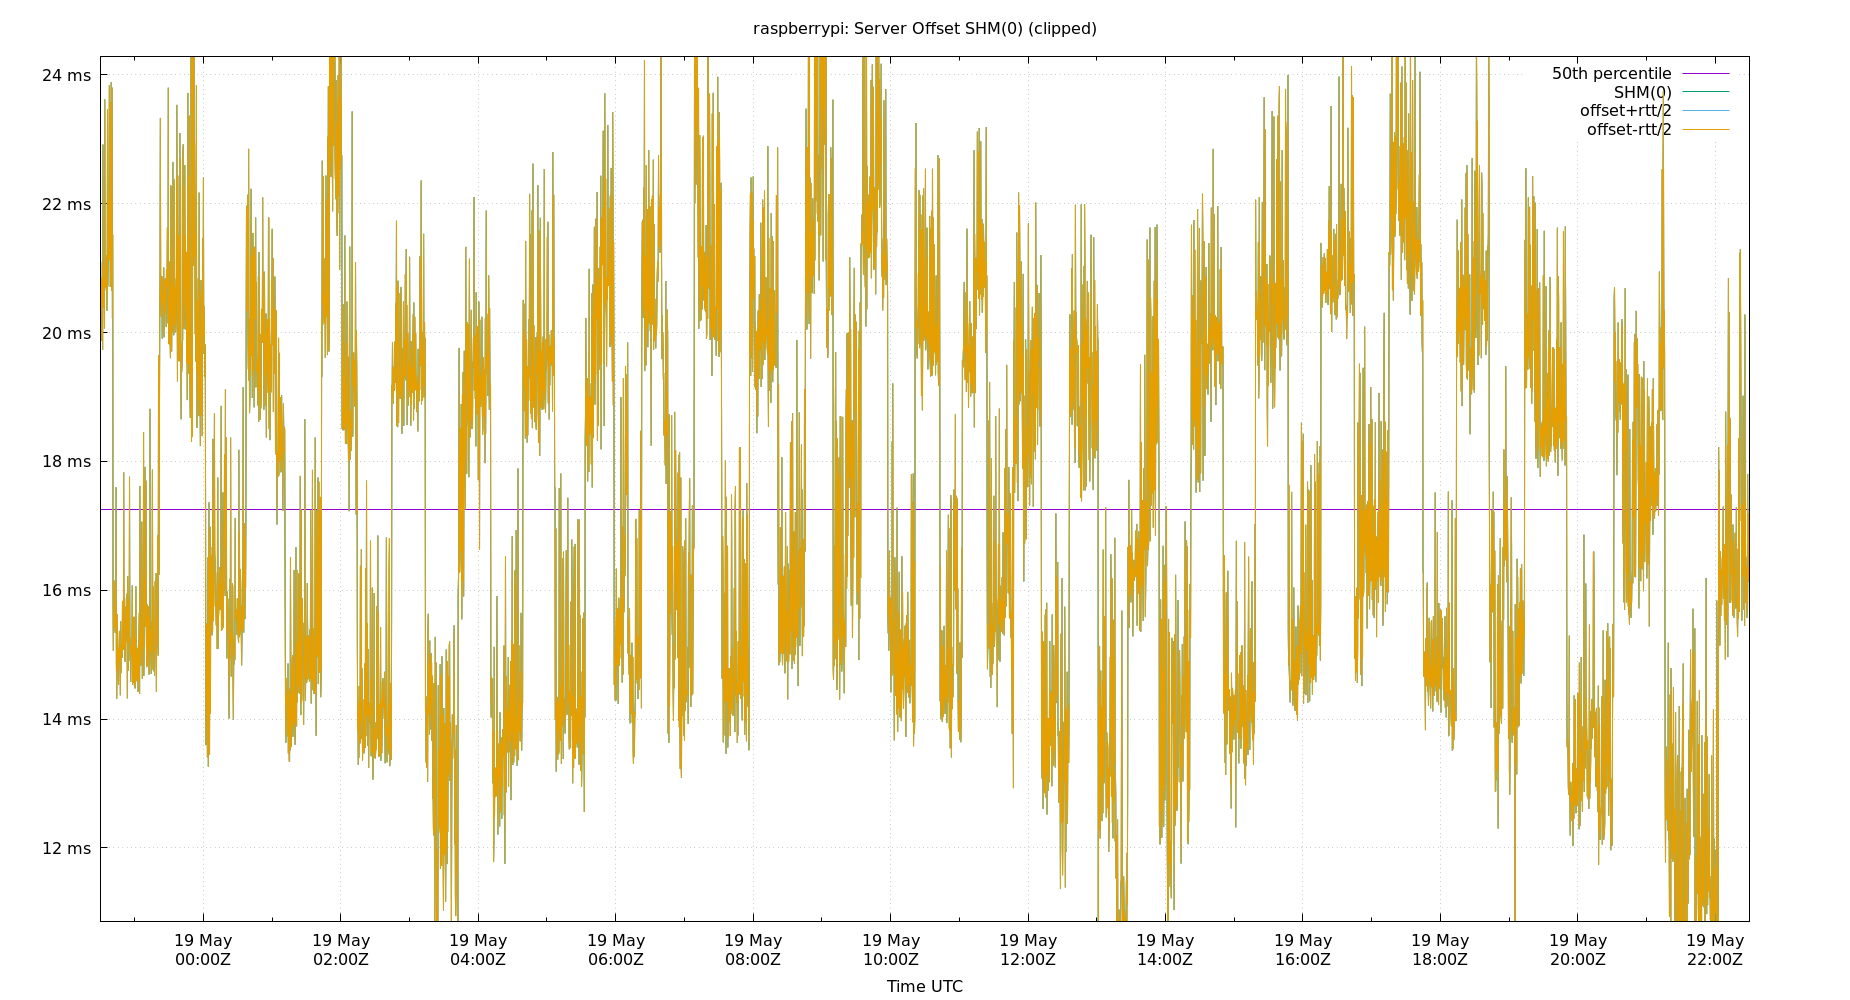 raspberrypi: Server Offset SHM(0) (clipped)
24 ms
22 ms
20 ms
18 ms
16 ms
14 ms
12 ms
50th percentile
SHM(0)
offset+rtt/2
offset-rtt/2
19 May 19 May 19 May 19 May 19 May 19 May 19 May 19 May 19 May 19 May 19 May 19 May
00:00Z 02:00Z 04:00Z 06:00Z 08:00Z 10:00Z 12:00Z 14:00Z 16:00Z 18:00Z 20:00Z 22:00Z
Time UTC